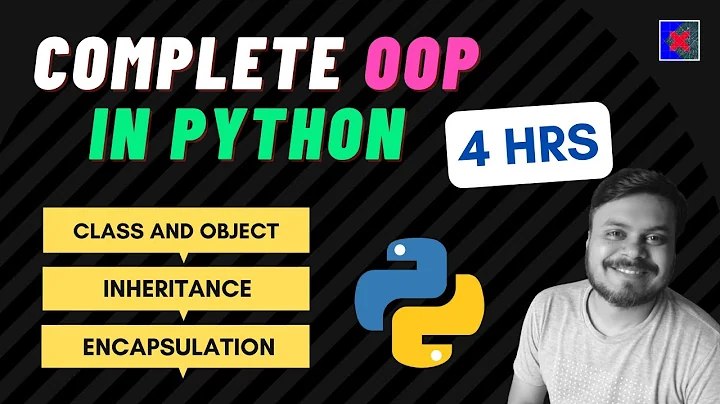 COMPLETE OOP
IN PYTHON
4 HRS
CLASS AND OBJECT
INHERITANCE
ENCAPSULATION